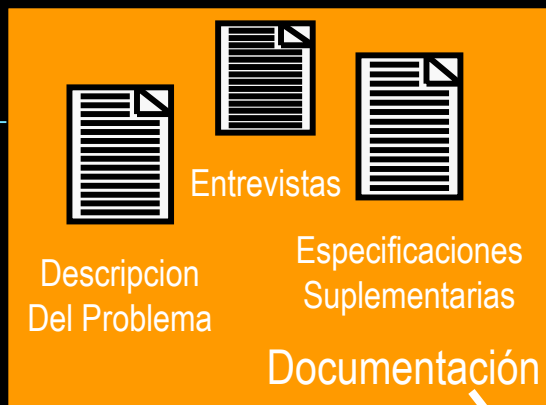 Entrevistas
Descripcion
Del Problema
Especificaciones
Suplementarias
Documentación